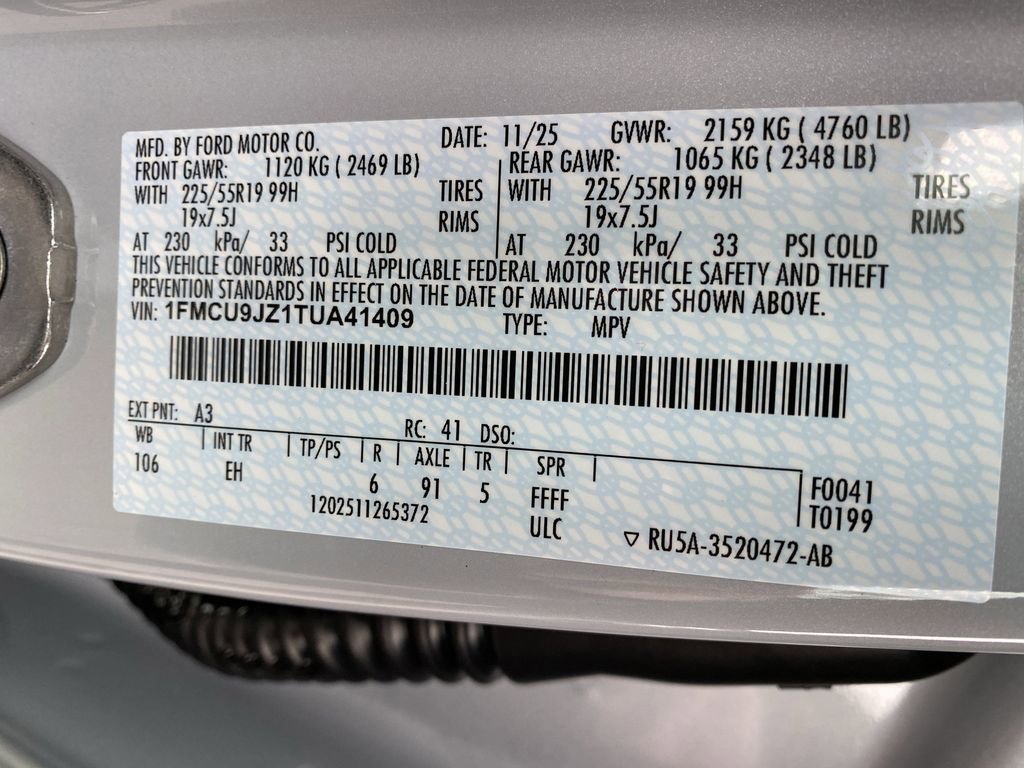 MFD. BY FORD MOTOR CO. DATE: 11/25 GVWR: 2159 KG ( 4760 LB)
FRONT GAWR: 1120 KG ( 2469 LB) REAR GAWR: 1065 KG ( 2348 LB)
WITH 225/55R19 99H TIRES WITH 225/55R19 99H TIRES
19x7.5J RIMS 19x7.5J RIMS
AT 230 kPa/ 33 PSI COLD AT 230 kPa/ 33 PSI COLD
THIS VEHICLE CONFORMS TO ALL APPLICABLE FEDERAL MOTOR VEHICLE SAFETY AND THEFT
PREVENTION STANDARDS IN EFFECT ON THE DATE OF MANUFACTURE SHOWN ABOVE.
VIN: 1FMCU9JZ1TUA41409 TYPE: MPV
EXT PNT: A3 RC: 41 DSO:
WB INT TR TP/PS R AXLE TR SPR
106 EH 6 91 5 FFFF F0041
1202511265372 ULC T0199
▽ RU5A-3520472-AB